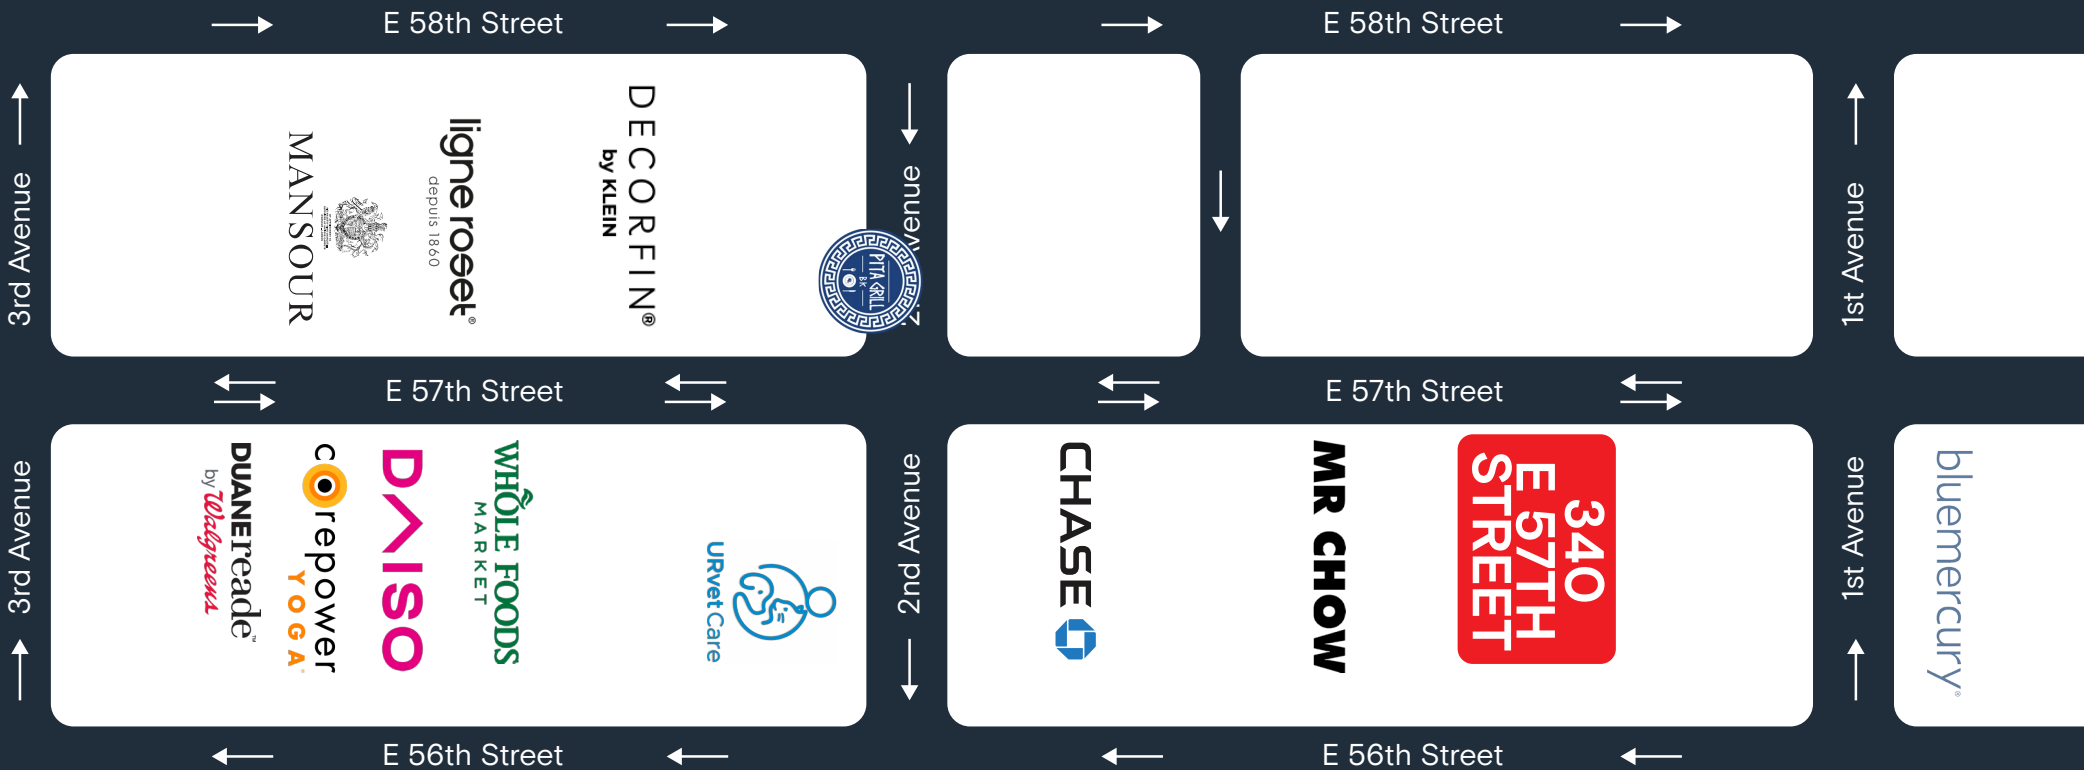 E 58th Street
E 58th Street
3rd Avenue
MANSOUR
ligne roset®
depuis 1860
DECORFIN®
by KLEIN
PITA GRILL
BK
1st Avenue
E 57th Street
E 57th Street
3rd Avenue
DUANEreade™
by Walgreens
corepower
YOGA
DAISO
WHOLE FOODS
MARKET
URvetCare
2nd Avenue
CHASE
MR CHOW
340
E 57TH
STREET
1st Avenue
bluemercury®
E 56th Street
E 56th Street